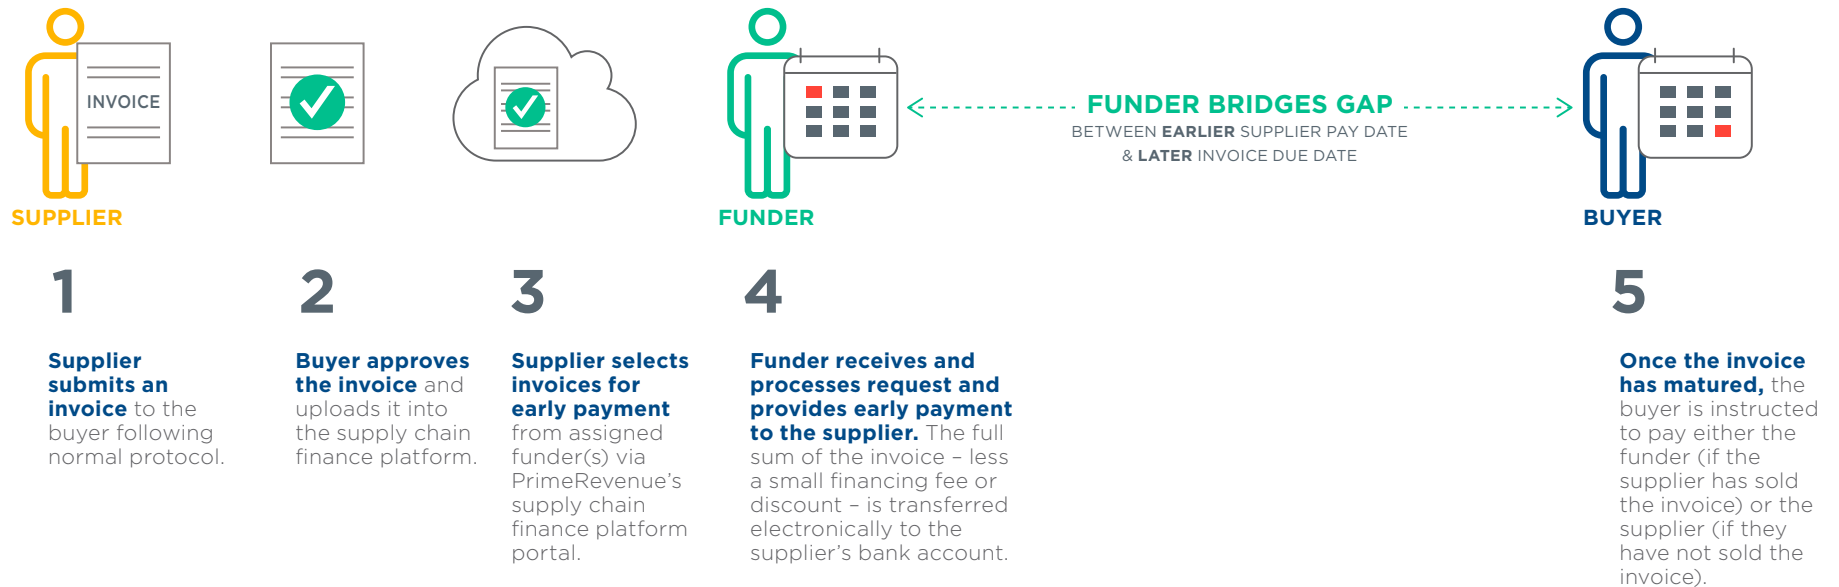 INVOICE
SUPPLIER
FUNDER
FUNDER BRIDGES GAP
BETWEEN EARLIER SUPPLIER PAY DATE
& LATER INVOICE DUE DATE
BUYER
1
Supplier
submits an
invoice to the
buyer following
normal protocol.
2
Buyer approves
the invoice and
uploads it into
the supply chain
finance platform.
3
Supplier selects
invoices for
early payment
from assigned
funder(s) via
PrimeRevenue’s
supply chain
finance platform
portal.
4
Funder receives and
processes request and
provides early payment
to the supplier. The full
sum of the invoice – less
a small financing fee or
discount – is transferred
electronically to the
supplier’s bank account.
5
Once the invoice
has matured, the
buyer is instructed
to pay either the
funder (if the
supplier has sold
the invoice) or the
supplier (if they
have not sold the
invoice).